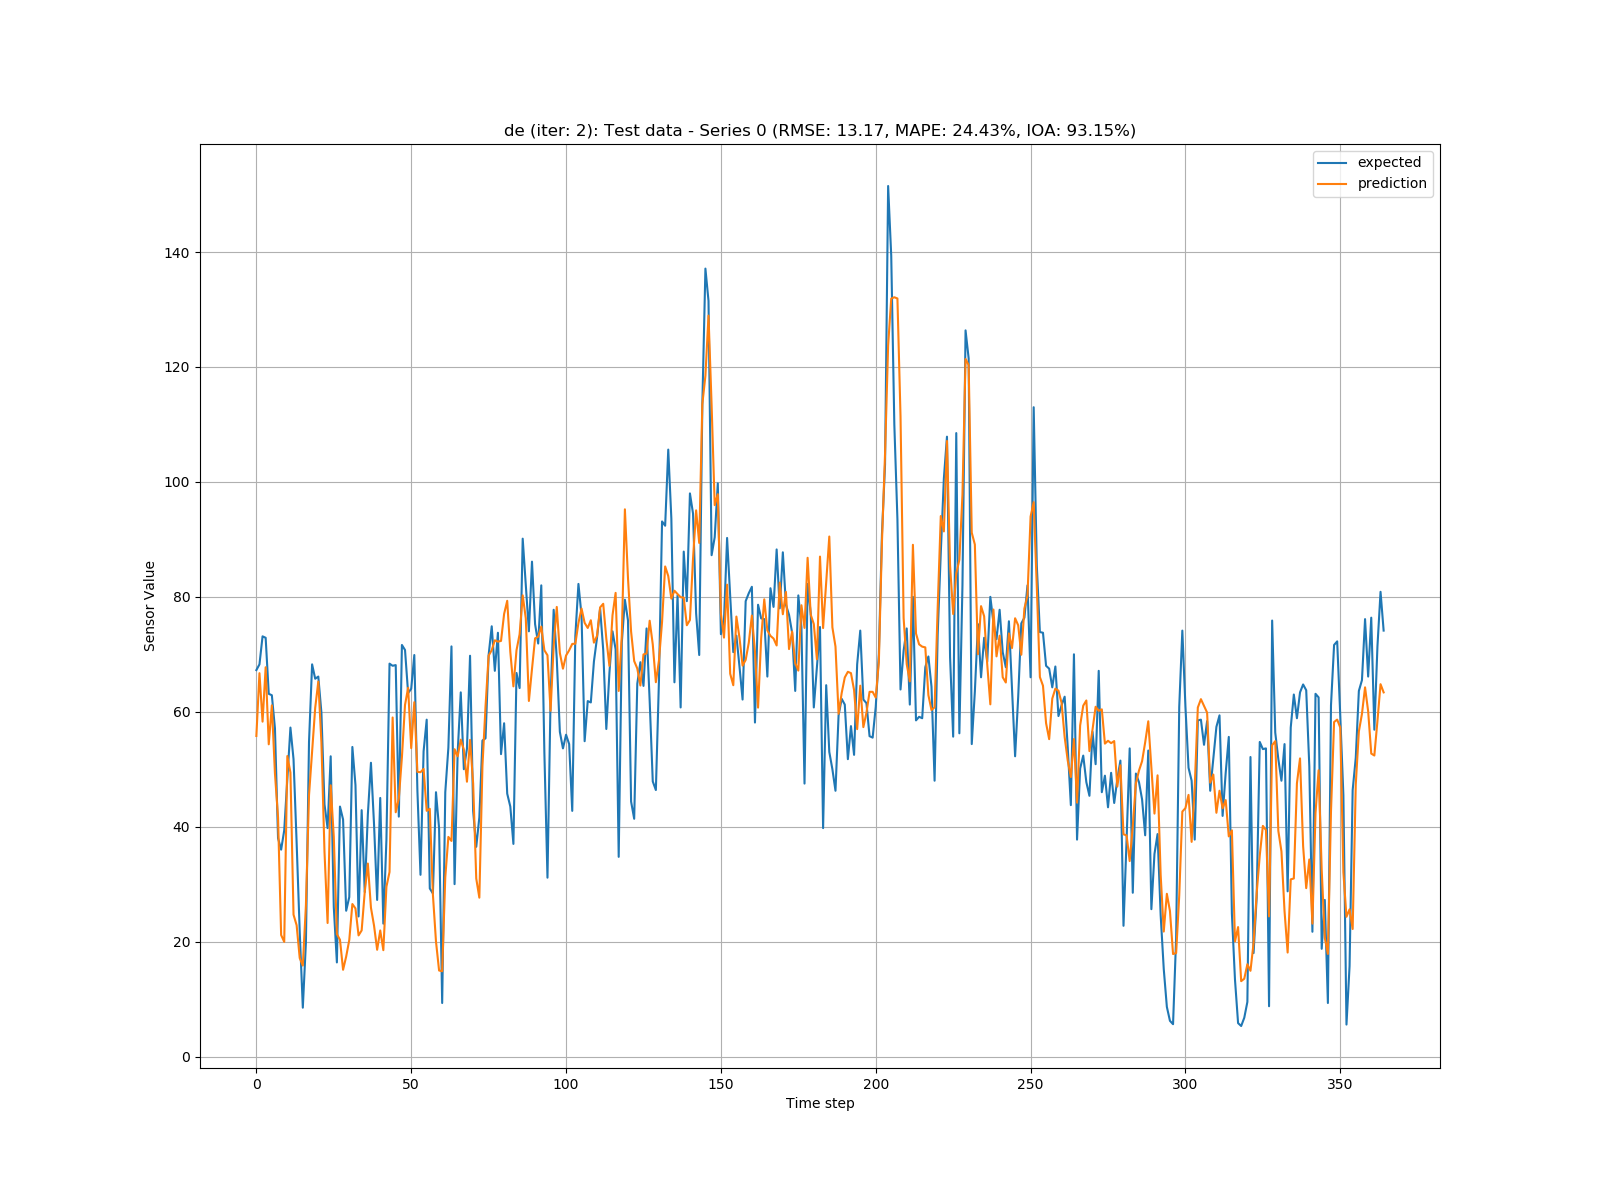 de (iter: 2): Test data - Series 0 (RMSE: 13.17, MAPE: 24.43%, IOA: 93.15%)
expected
prediction
140
120
100
80
60
40
20
0
Sensor Value
0 50 100 150 200 250 300 350
Time step